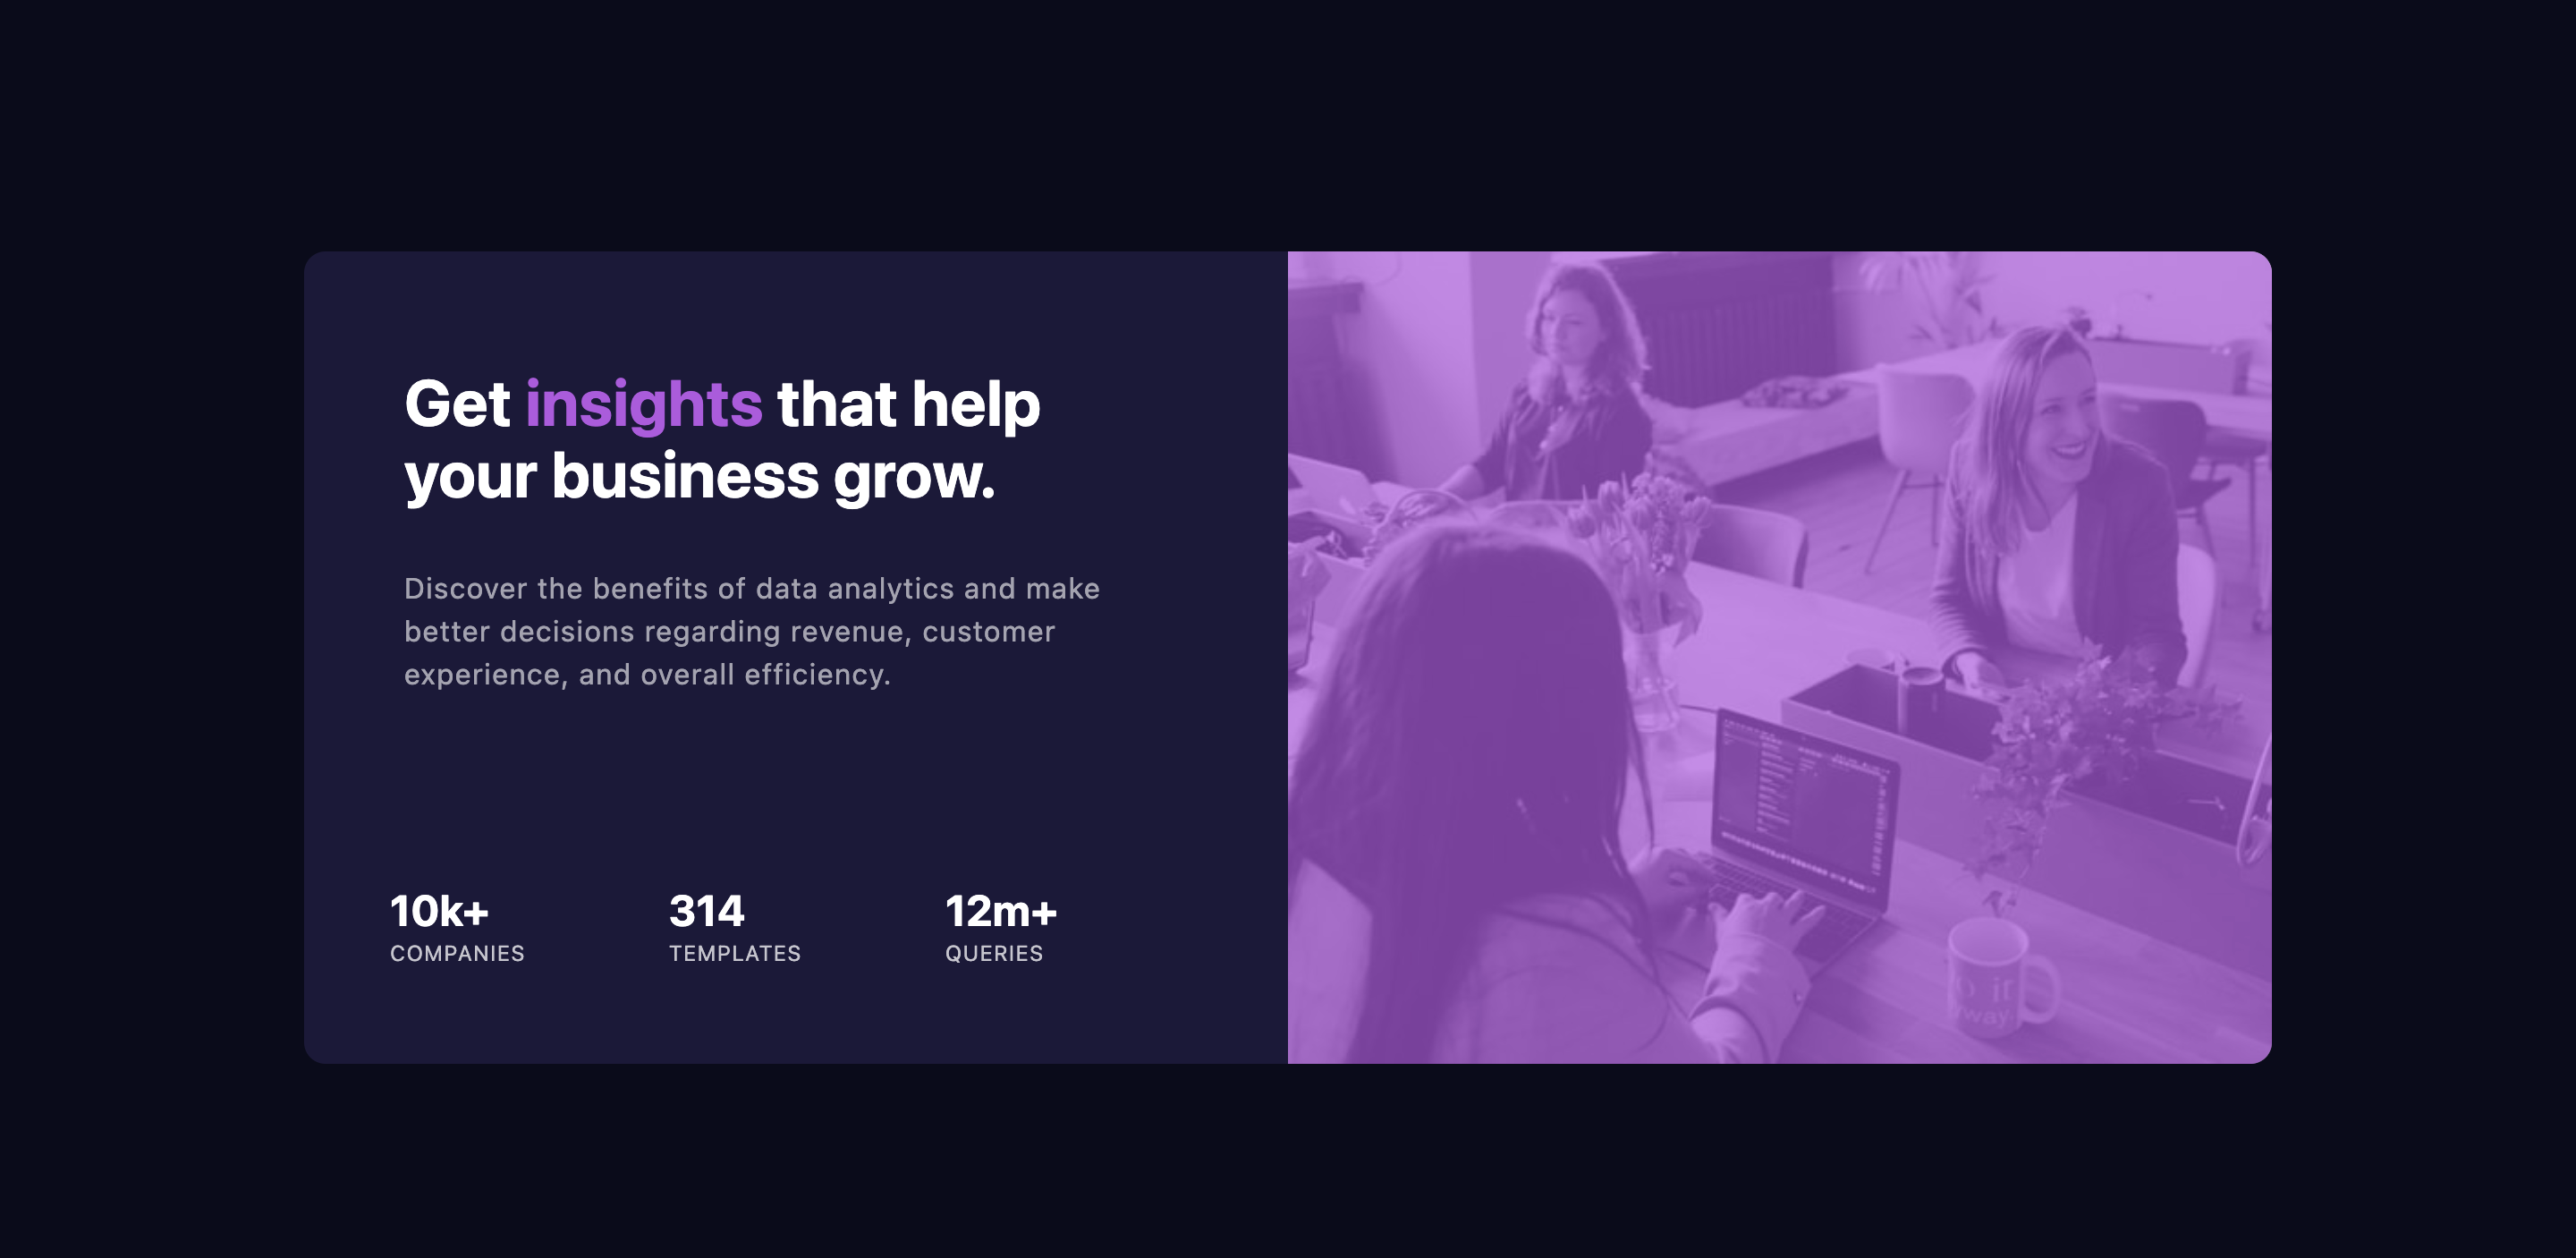 Get insights that help
your business grow.
Discover the benefits of data analytics and make
better decisions regarding revenue, customer
experience, and overall efficiency.
10k+
COMPANIES
314
TEMPLATES
12m+
QUERIES